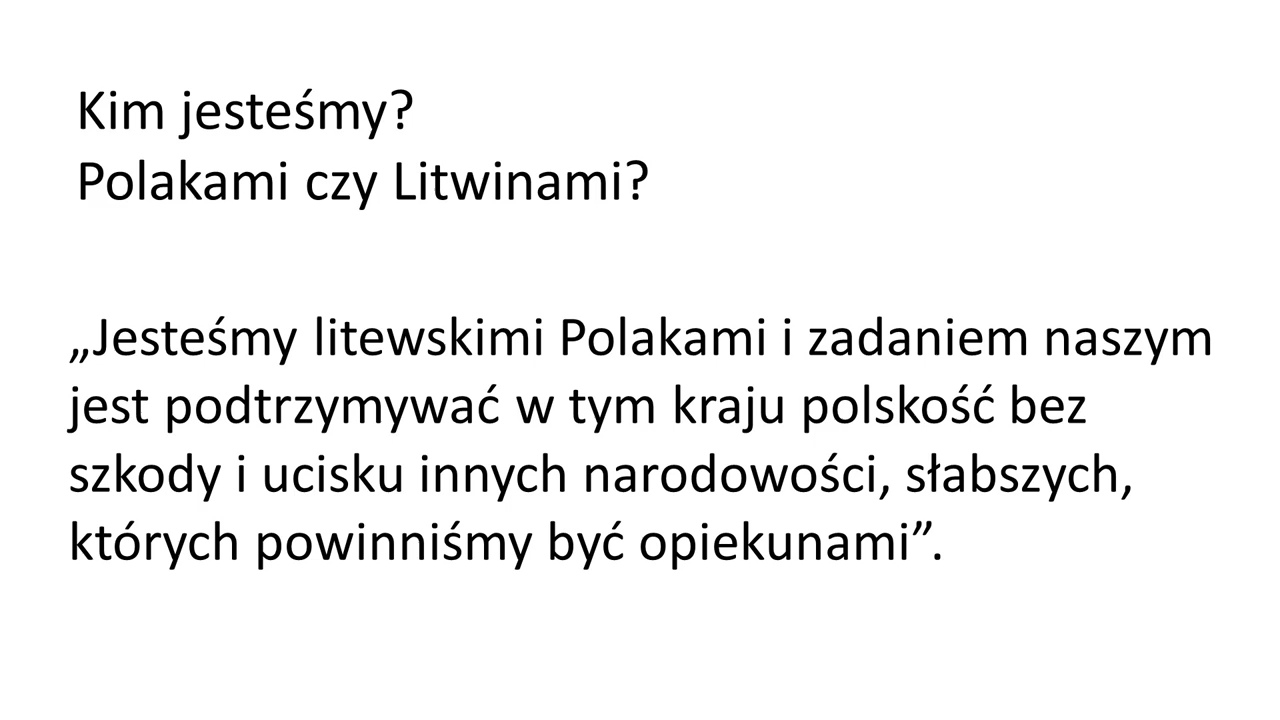 Kim jesteśmy?
Polakami czy Litwinami?
„Jesteśmy litewskimi Polakami i zadaniem naszym
jest podtrzymywać w tym kraju polskość bez
szkody i ucisku innych narodowości, słabszych,
których powinniśmy być opiekunami”.